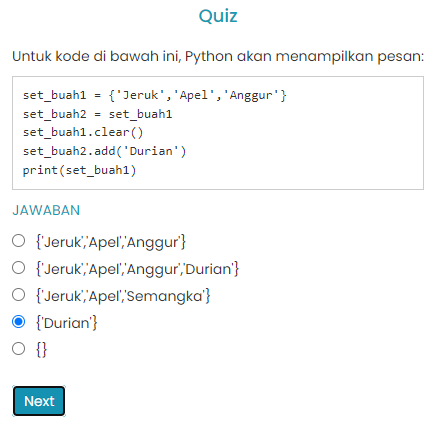 Quiz
Untuk kode di bawah ini, Python akan menampilkan pesan:
set_buah1 = {'Jeruk','Apel','Anggur'}
set_buah2 = set_buah1
set_buah1.clear()
set_buah2.add('Durian')
print(set_buah1)
JAWABAN
{'Jeruk','Apel','Anggur'}
{'Jeruk','Apel','Anggur','Durian'}
{'Jeruk','Apel','Semangka'}
{'Durian'}
{}
Next